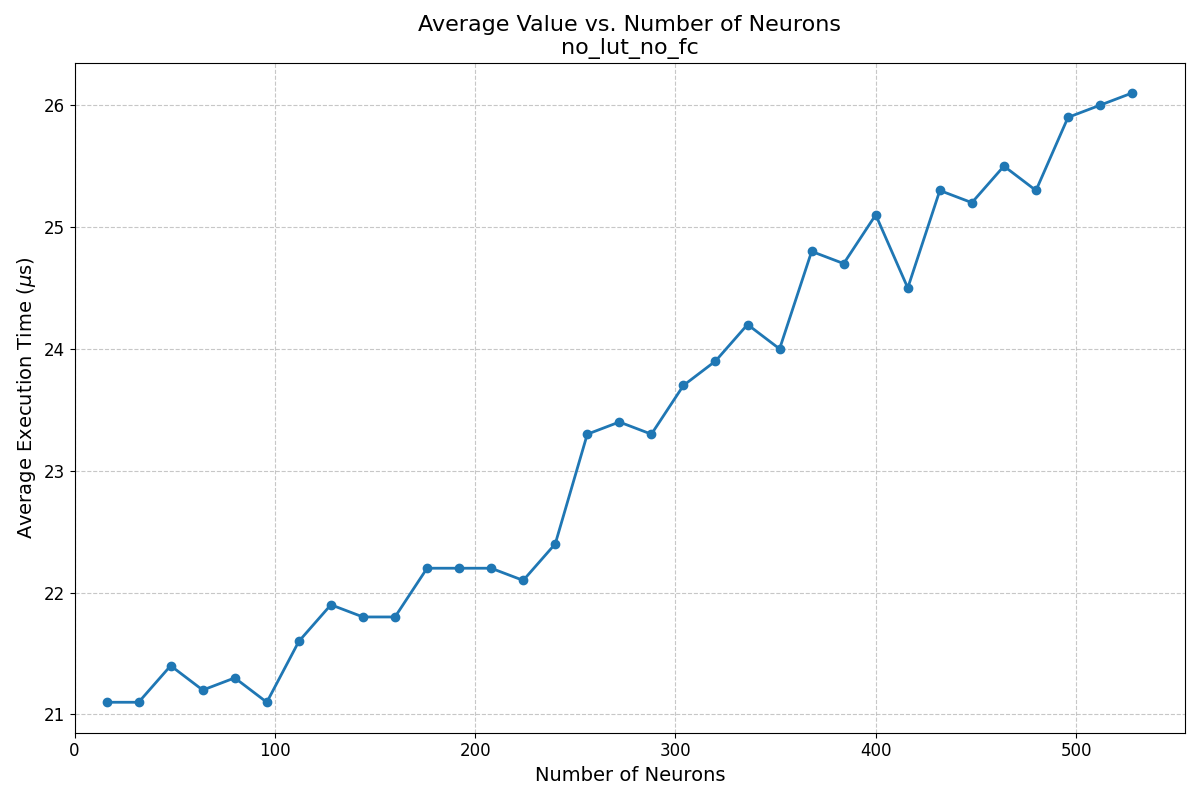 Average Value vs. Number of Neurons
no_lut_no_fc
Average Execution Time (μs)
26
25
24
23
22
21
0 100 200 300 400 500
Number of Neurons